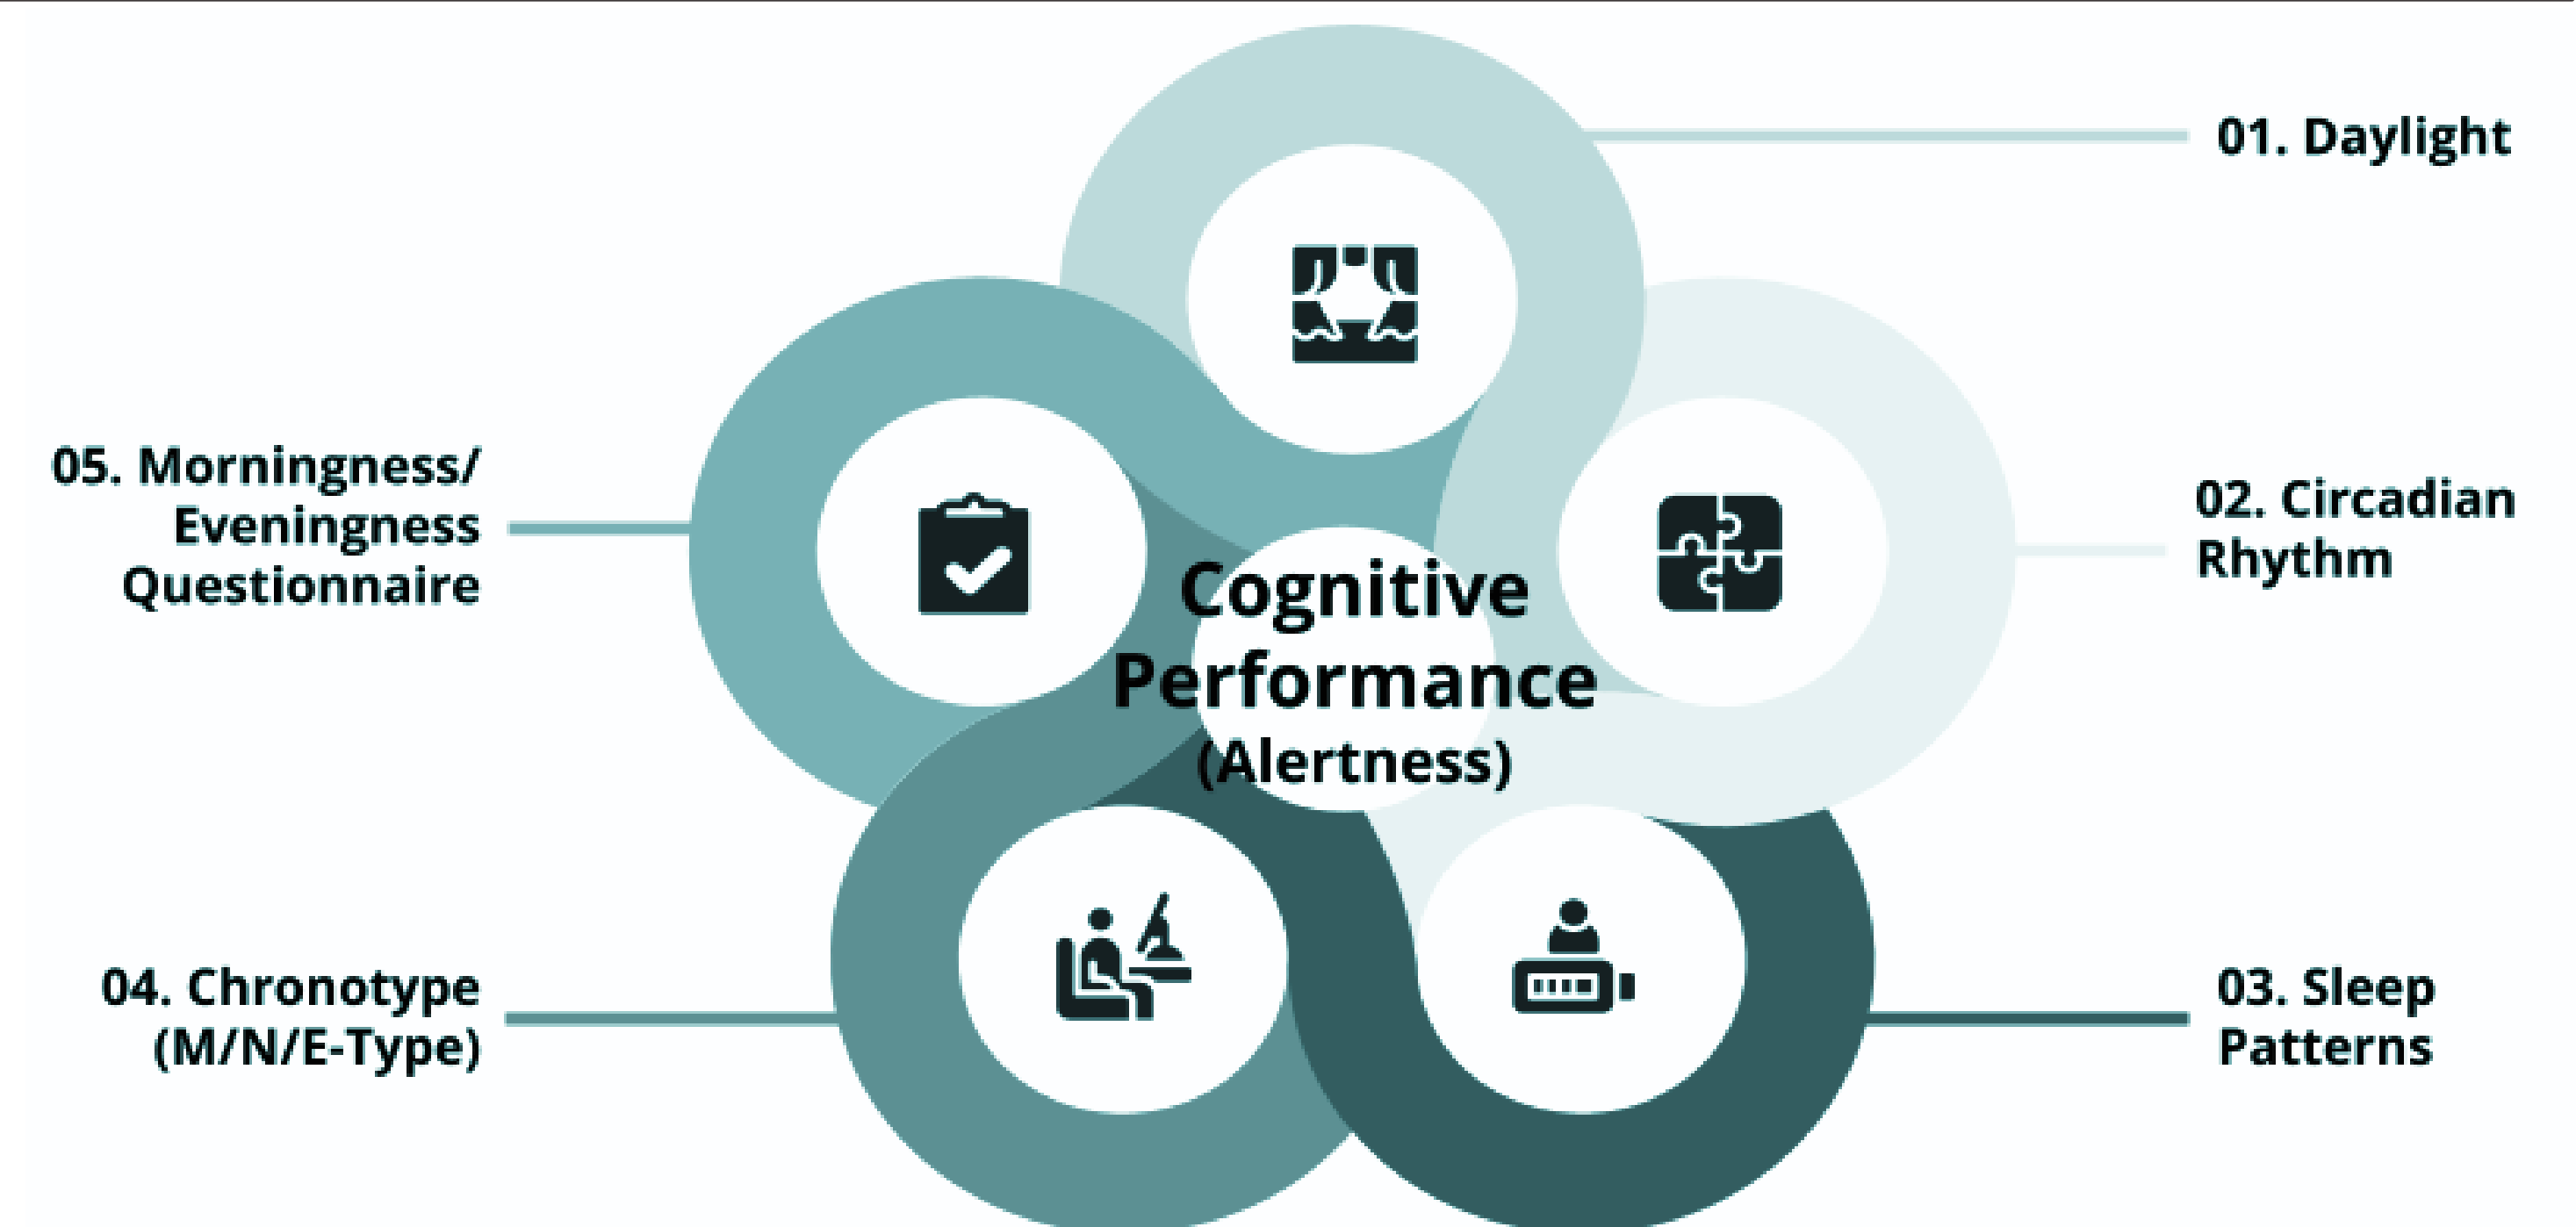 01. Daylight
02. Circadian
Rhythm
03. Sleep
Patterns
04. Chronotype
(M/N/E-Type)
05. Morningness/
Eveningness
Questionnaire
Cognitive
Performance
(Alertness)